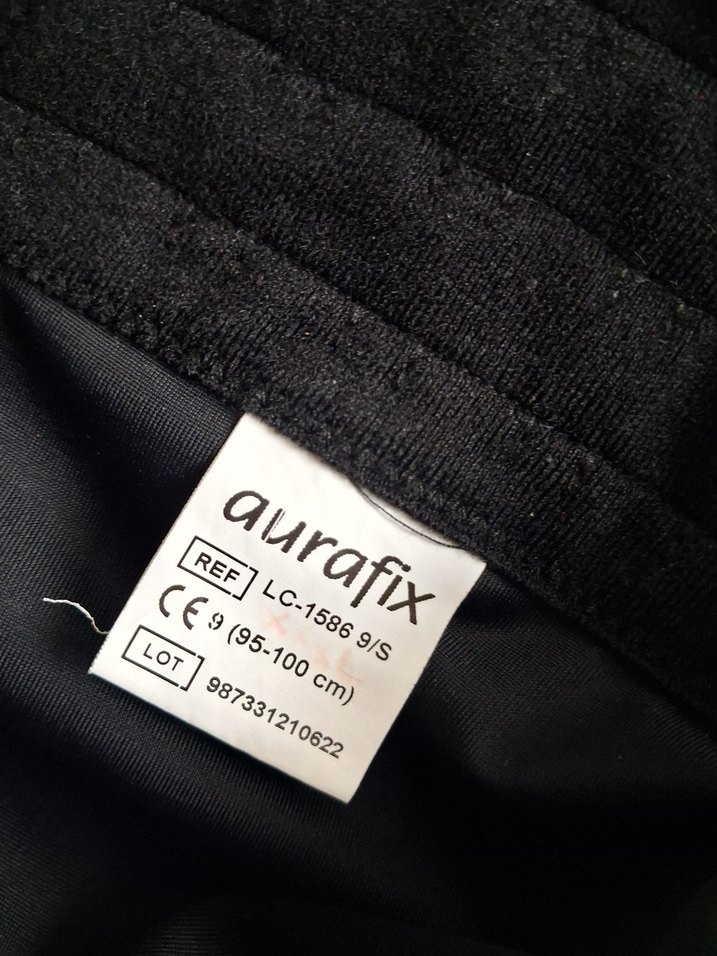 aurafix
REF LC-1586 9/S
CE 9 (95-100 cm)
LOT 987331210622